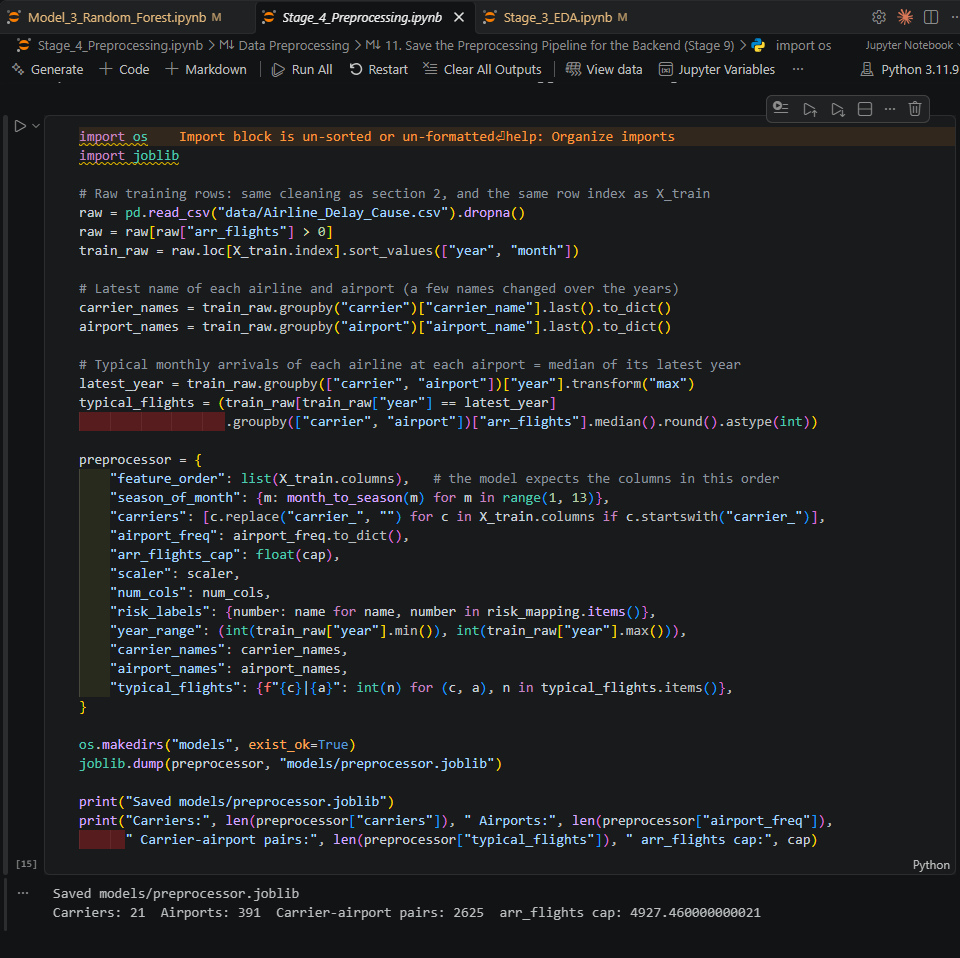 Model_3_Random_Forest.ipynb M
Stage_4_Preprocessing.ipynb
Stage_3_EDA.ipynb M
Stage_4_Preprocessing.ipynb > M↓ Data Preprocessing > M↓ 11. Save the Preprocessing Pipeline for the Backend (Stage 9) > import os
Jupyter Notebook
Generate + Code + Markdown | Run All Restart Clear All Outputs | View data Jupyter Variables ... Python 3.11.9
import os    Import block is un-sorted or un-formatted⏎help: Organize imports
import joblib
# Raw training rows: same cleaning as section 2, and the same row index as X_train
raw = pd.read_csv("data/Airline_Delay_Cause.csv").dropna()
raw = raw[raw["arr_flights"] > 0]
train_raw = raw.loc[X_train.index].sort_values(["year", "month"])
# Latest name of each airline and airport (a few names changed over the years)
carrier_names = train_raw.groupby("carrier")["carrier_name"].last().to_dict()
airport_names = train_raw.groupby("airport")["airport_name"].last().to_dict()
# Typical monthly arrivals of each airline at each airport = median of its latest year
latest_year = train_raw.groupby(["carrier", "airport"])["year"].transform("max")
typical_flights = (train_raw[train_raw["year"] == latest_year]
                   .groupby(["carrier", "airport"])["arr_flights"].median().round().astype(int))
preprocessor = {
    "feature_order": list(X_train.columns),   # the model expects the columns in this order
    "season_of_month": {m: month_to_season(m) for m in range(1, 13)},
    "carriers": [c.replace("carrier_", "") for c in X_train.columns if c.startswith("carrier_")],
    "airport_freq": airport_freq.to_dict(),
    "arr_flights_cap": float(cap),
    "scaler": scaler,
    "num_cols": num_cols,
    "risk_labels": {number: name for name, number in risk_mapping.items()},
    "year_range": (int(train_raw["year"].min()), int(train_raw["year"].max())),
    "carrier_names": carrier_names,
    "airport_names": airport_names,
    "typical_flights": {f"{c}|{a}": int(n) for (c, a), n in typical_flights.items()},
}
os.makedirs("models", exist_ok=True)
joblib.dump(preprocessor, "models/preprocessor.joblib")
print("Saved models/preprocessor.joblib")
print("Carriers:", len(preprocessor["carriers"]), " Airports:", len(preprocessor["airport_freq"]),
      " Carrier-airport pairs:", len(preprocessor["typical_flights"]), " arr_flights cap:", cap)
[15]
Python
Saved models/preprocessor.joblib
Carriers: 21  Airports: 391  Carrier-airport pairs: 2625  arr_flights cap: 4927.460000000021